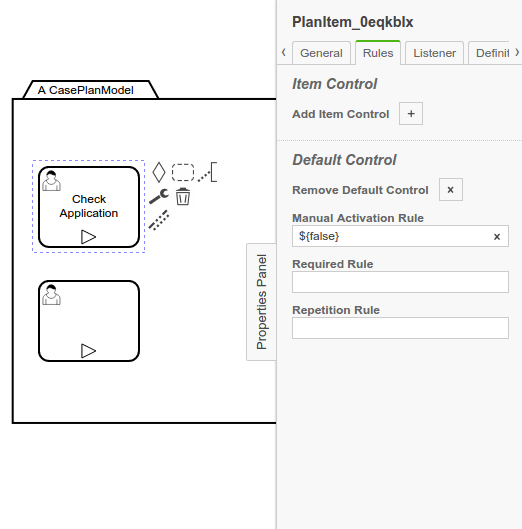 PlanItem_0eqkblx
General
Rules
Listener
Definit
Item Control
Add Item Control +
Default Control
Remove Default Control ×
Manual Activation Rule
${false} ×
Required Rule
Repetition Rule
Properties Panel
A CasePlanModel
Check
Application